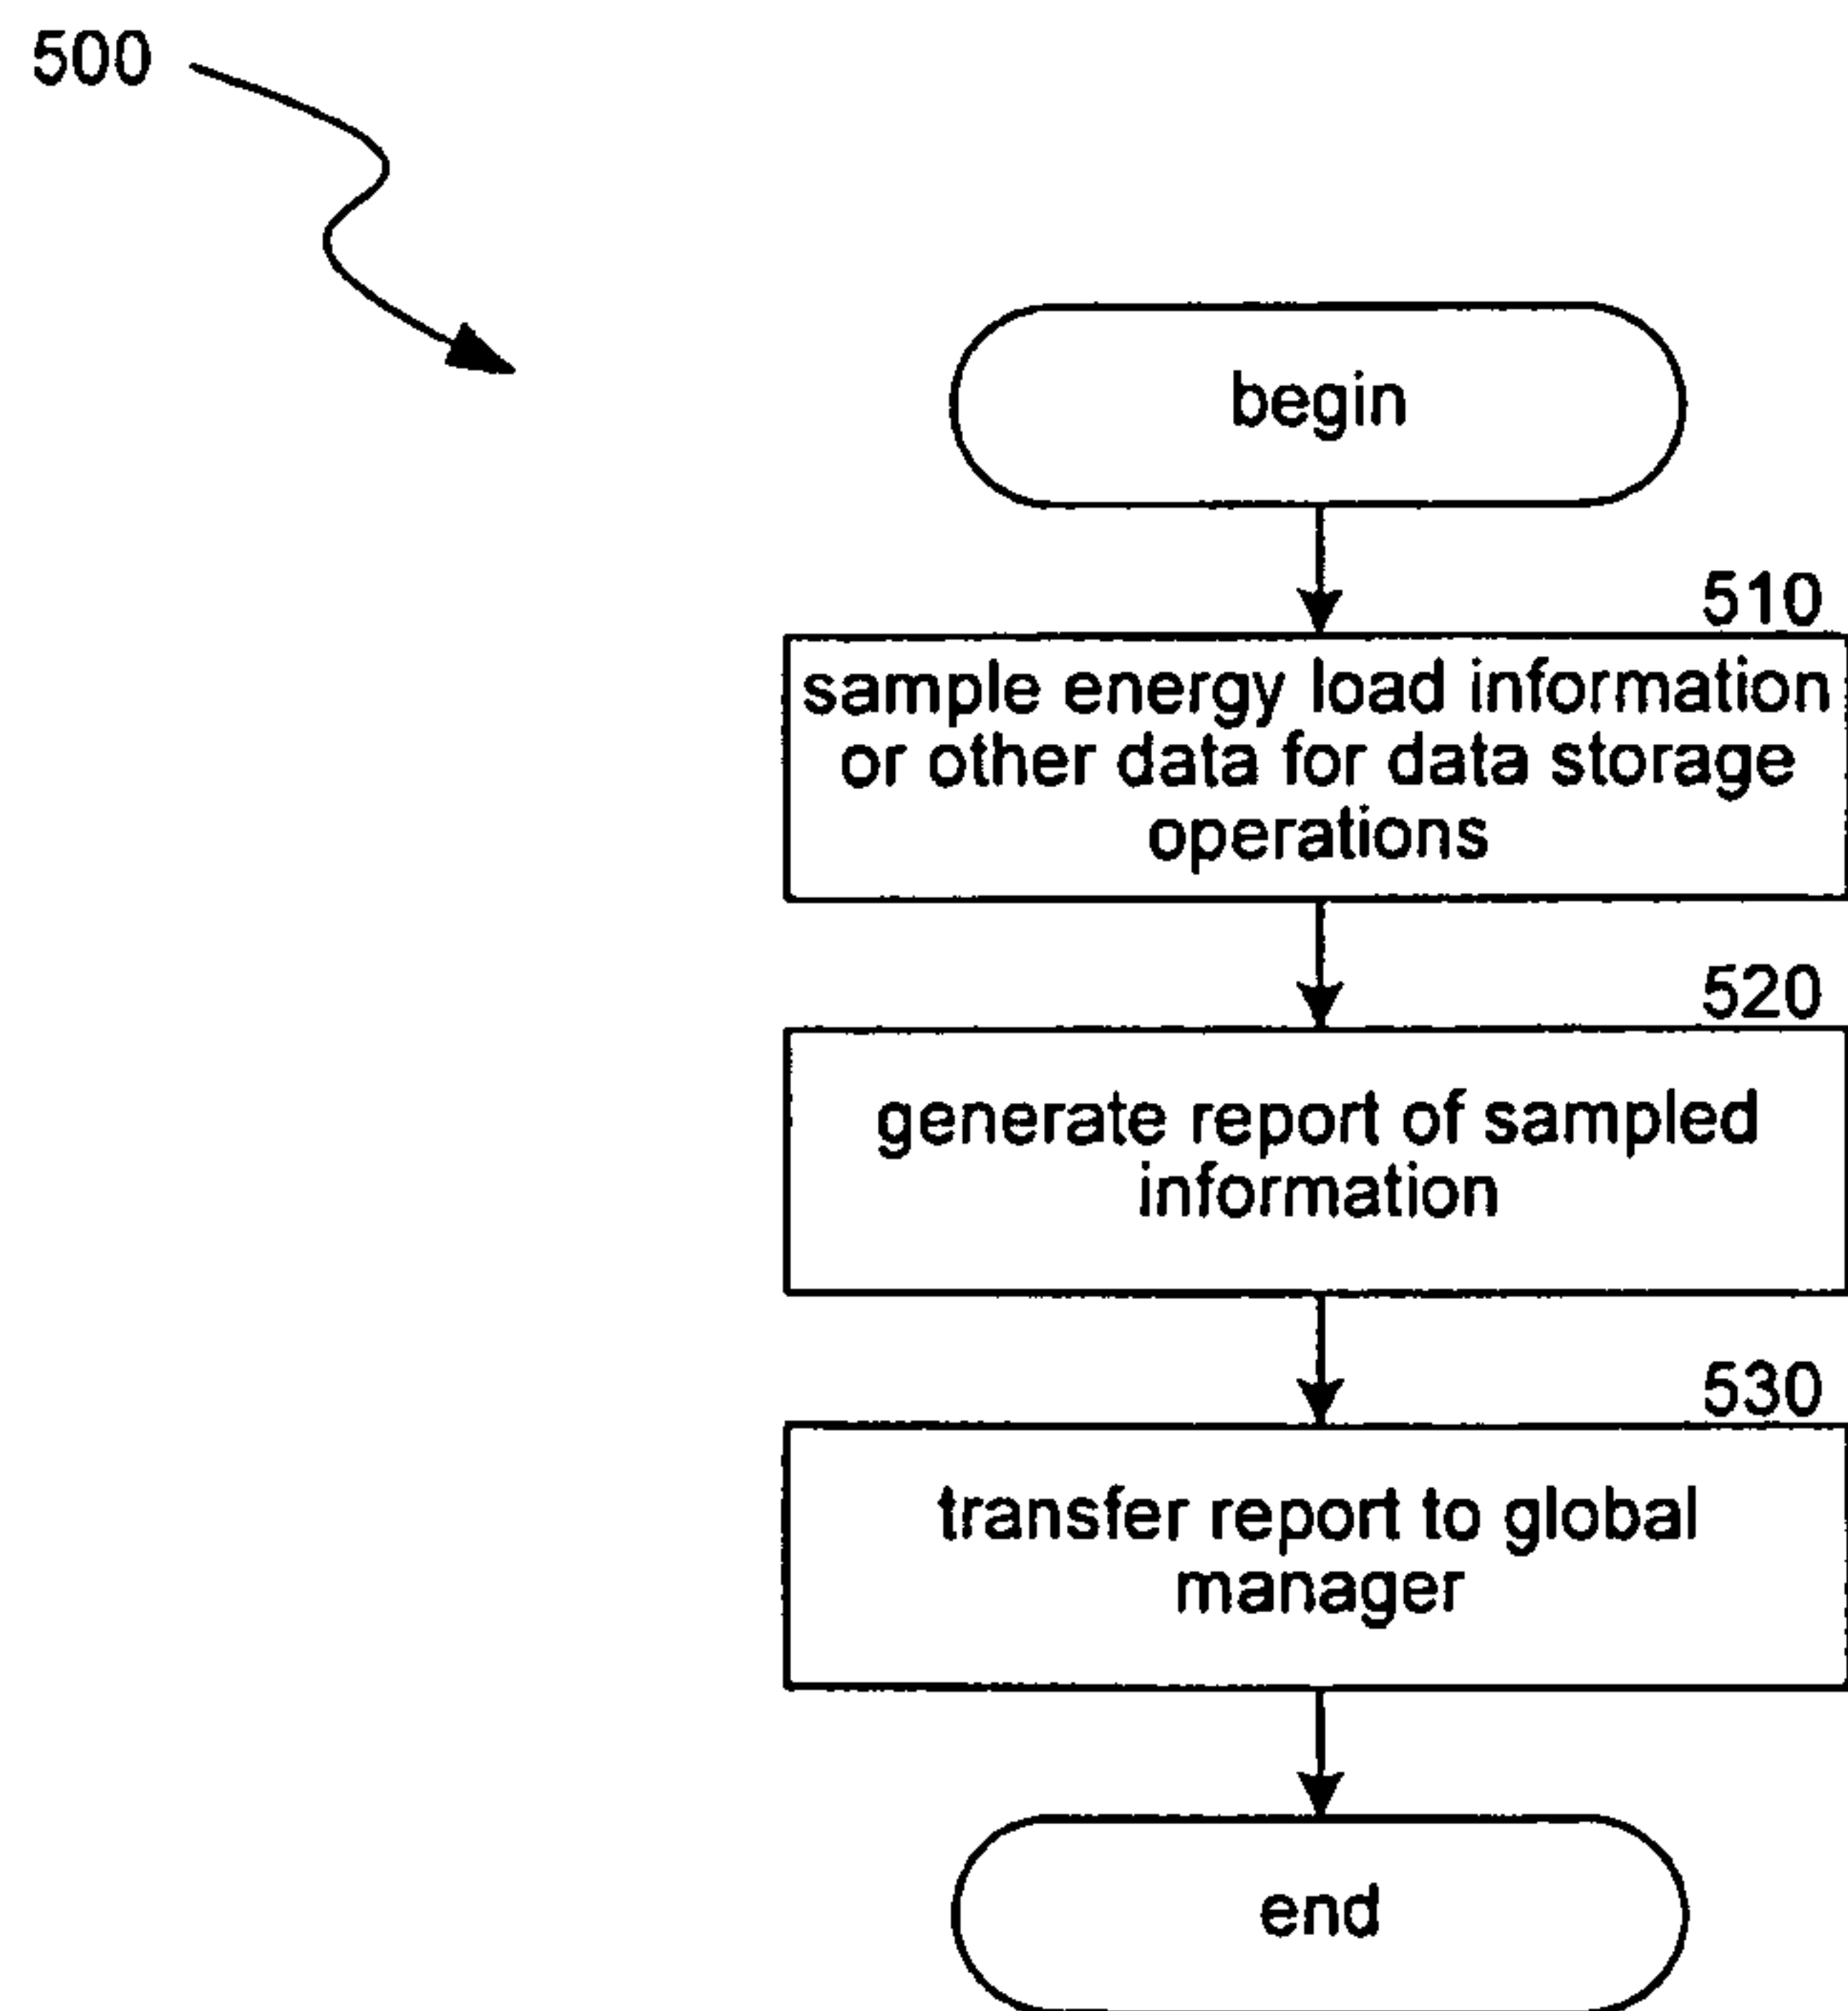 500
begin
510
sample energy load information
or other data for data storage
operations
520
generate report of sampled
information
530
transfer report to global
manager
end